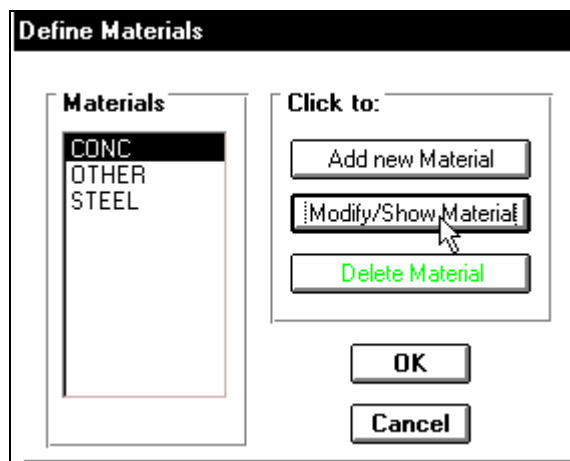 Define Materials
Materials
CONC
OTHER
STEEL
Click to:
Add new Material
Modify/Show Material
Delete Material
OK
Cancel